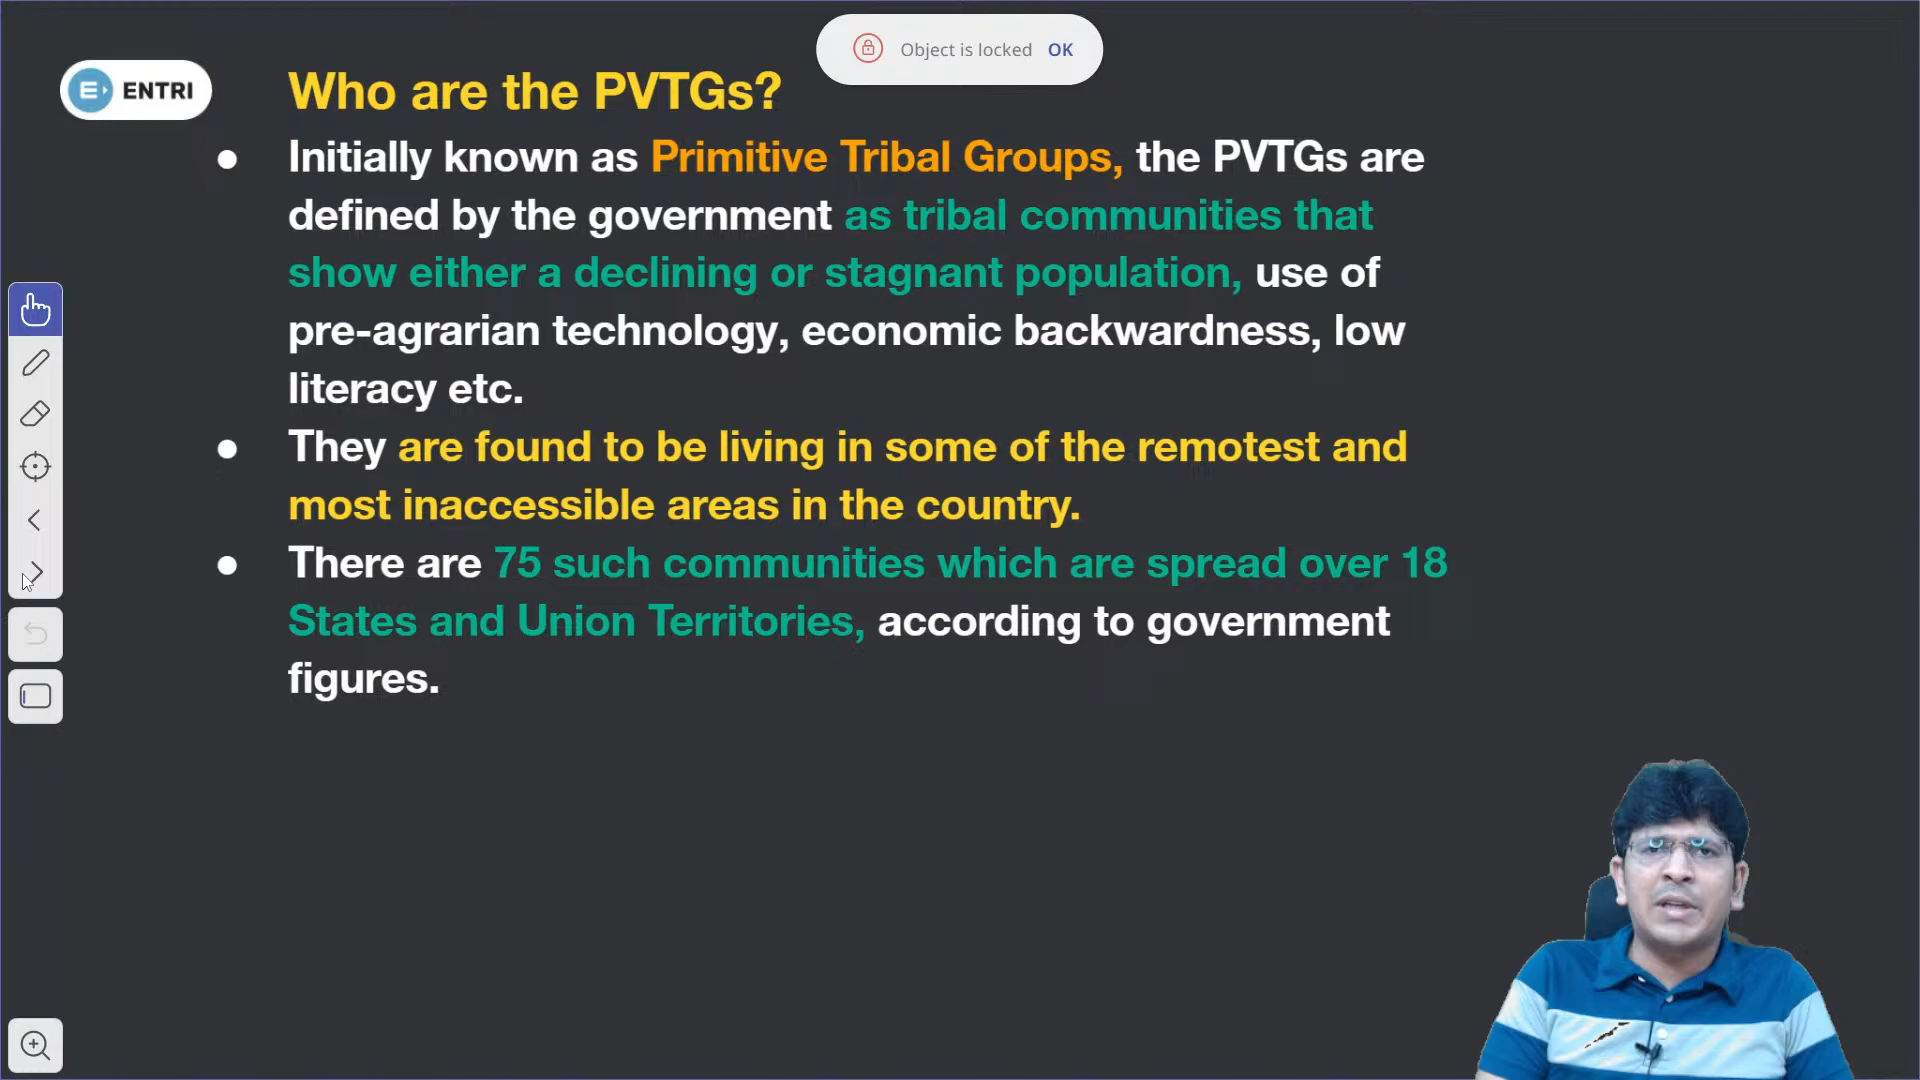 Object is locked OK
ENTRI
Who are the PVTGs?
● Initially known as Primitive Tribal Groups, the PVTGs are
defined by the government as tribal communities that
show either a declining or stagnant population, use of
pre-agrarian technology, economic backwardness, low
literacy etc.
● They are found to be living in some of the remotest and
most inaccessible areas in the country.
● There are 75 such communities which are spread over 18
States and Union Territories, according to government
figures.